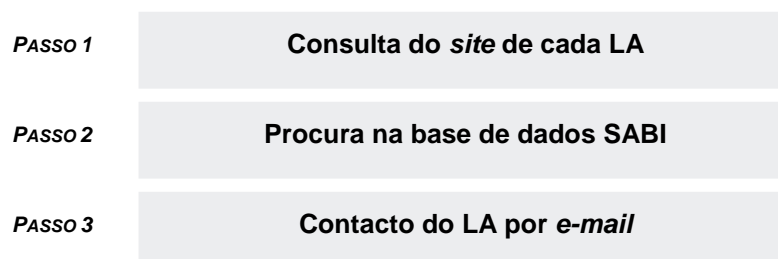 PASSO 1 Consulta do site de cada LA
PASSO 2 Procura na base de dados SABI
PASSO 3 Contacto do LA por e-mail